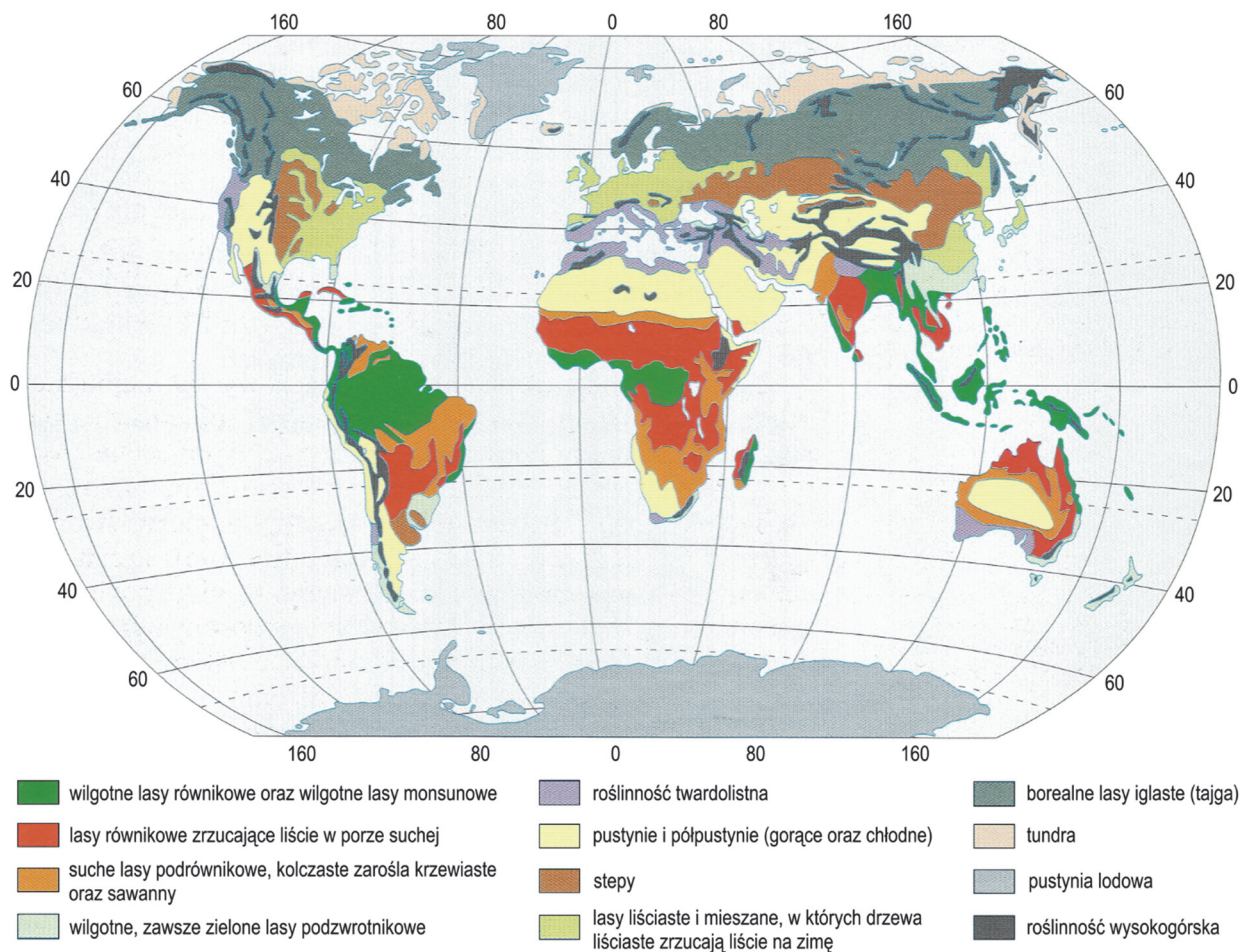 160 80 0 80 160
60 60
40 40
20 20
0 0
20 20
40 40
60 60
160 80 0 80 160
wilgotne lasy równikowe oraz wilgotne lasy monsunowe
lasy równikowe zrzucające liście w porze suchej
suche lasy podrównikowe, kolczaste zarośla krzewiaste
oraz sawanny
wilgotne, zawsze zielone lasy podzwrotnikowe
roślinność twardolistna
pustynie i półpustynie (gorące oraz chłodne)
stepy
lasy liściaste i mieszane, w których drzewa
liściaste zrzucają liście na zimę
borealne lasy iglaste (tajga)
tundra
pustynia lodowa
roślinność wysokogórska